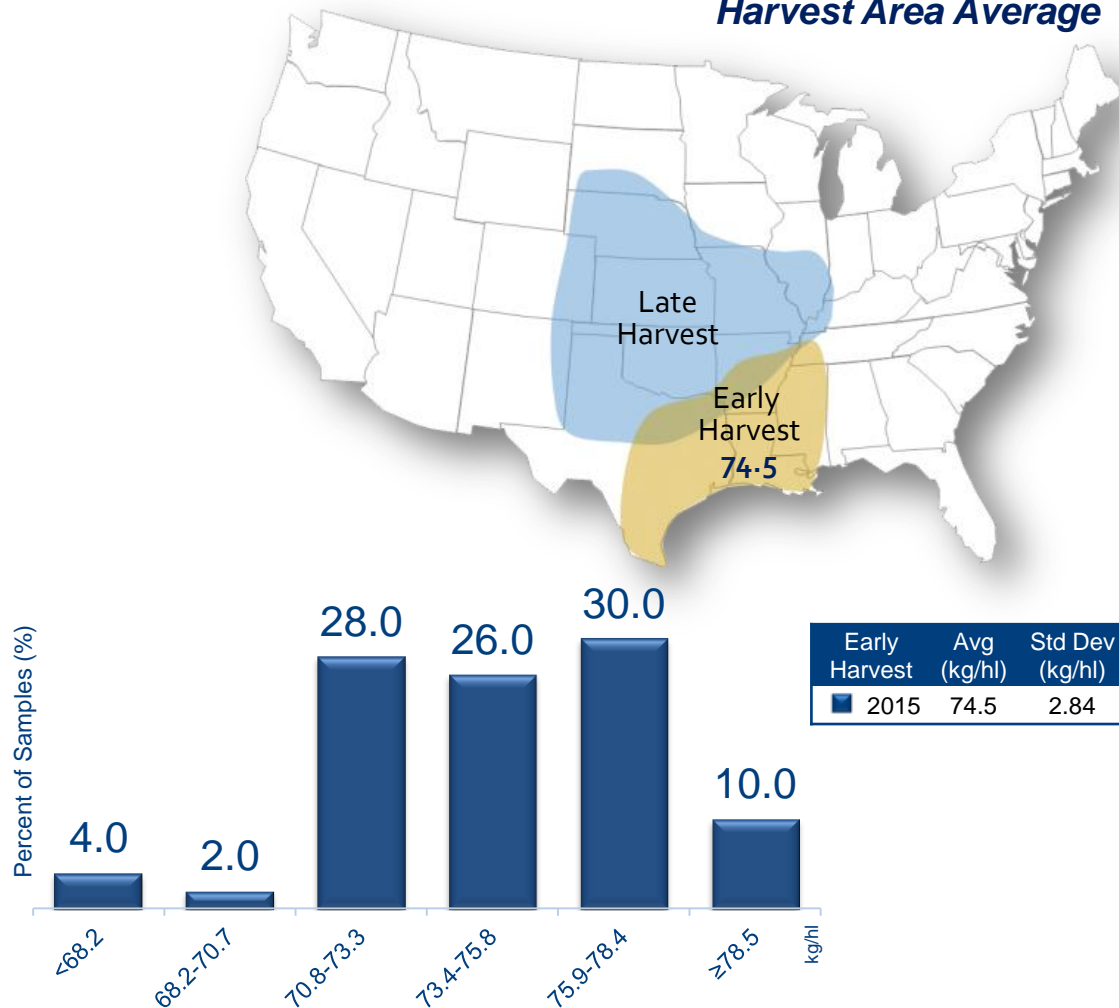 Harvest Area Average
Late
Harvest
Early
Harvest
74.5
Percent of Samples (%)
4.0
2.0
28.0
26.0
30.0
10.0
<68.2
68.2-70.7
70.8-73.3
73.4-75.8
75.9-78.4
≥78.5
kg/hl
Early Harvest Avg (kg/hl) Std Dev (kg/hl)
2015 74.5 2.84